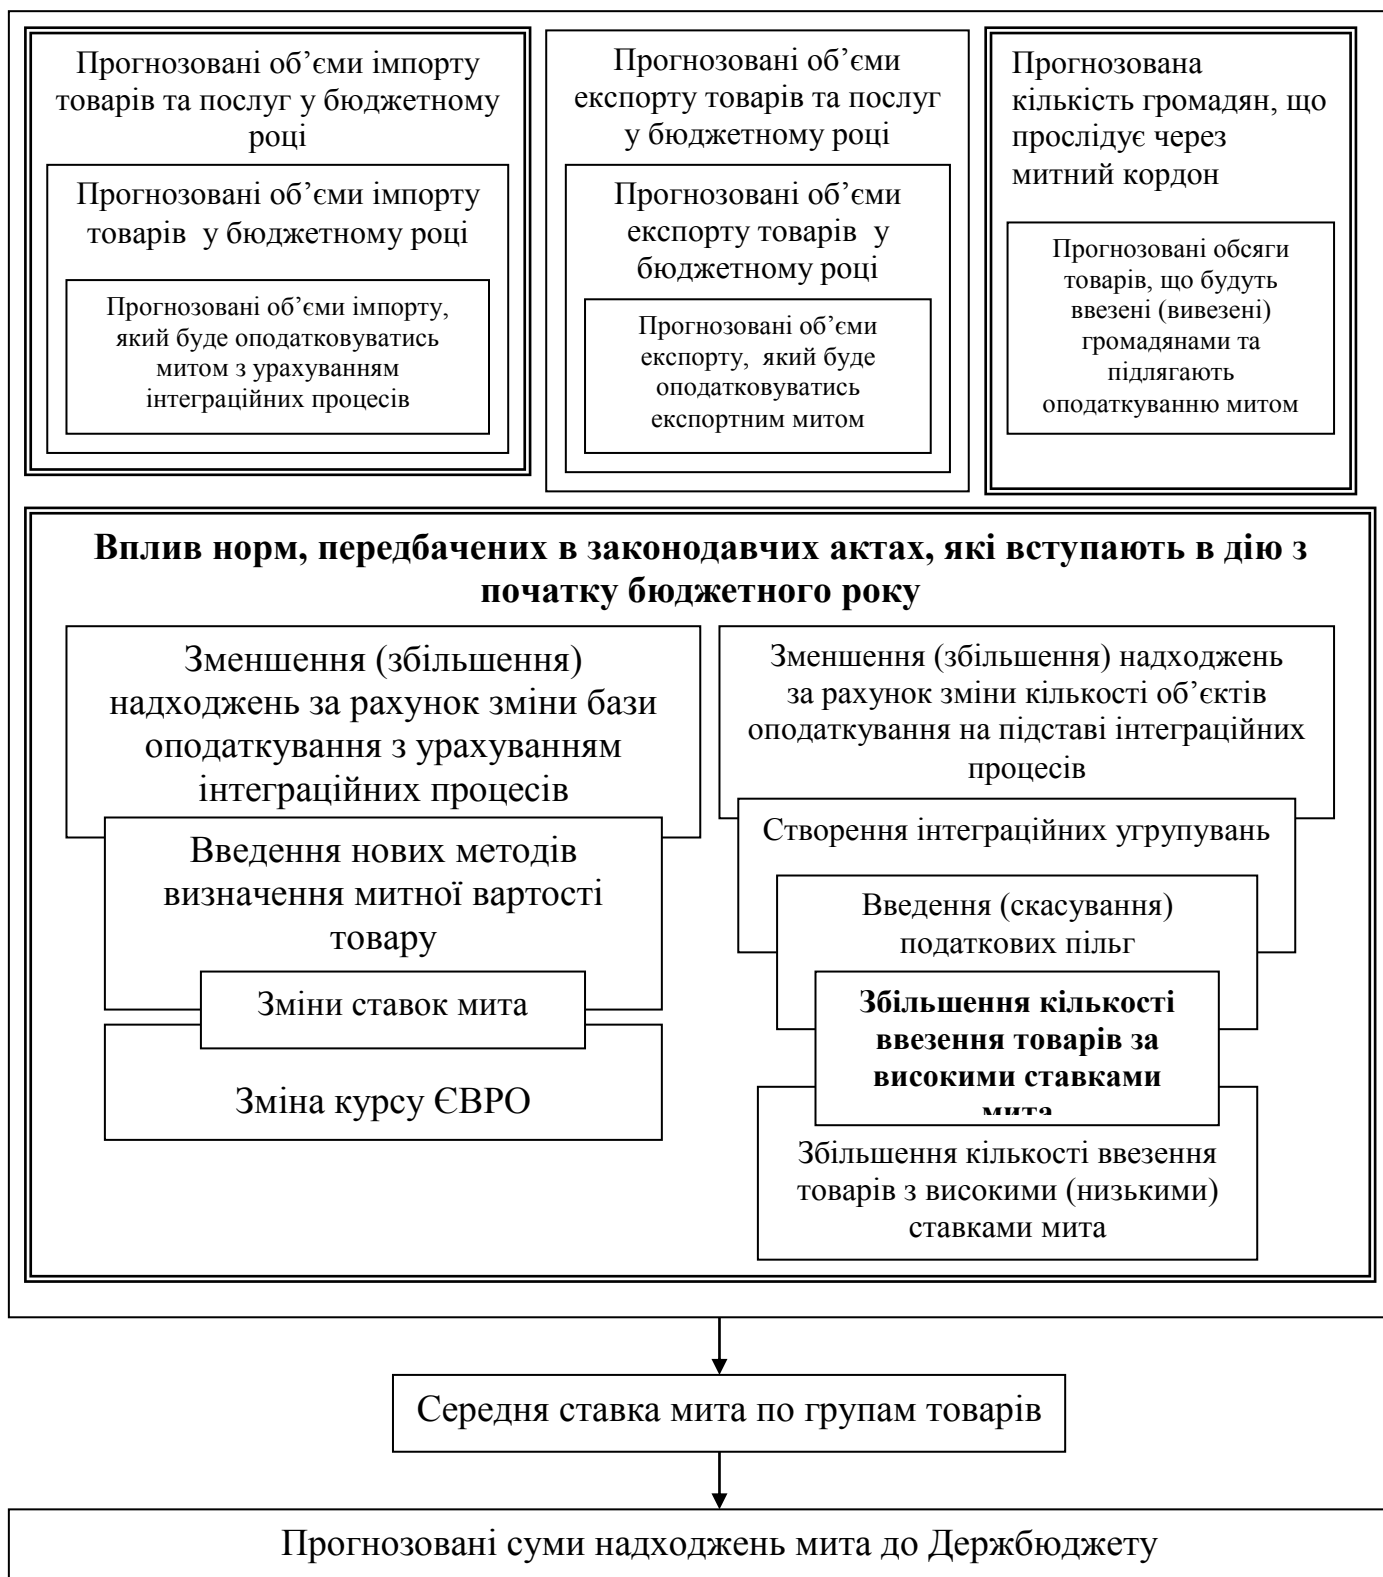 Прогнозовані об’єми імпорту
товарів та послуг у бюджетному
році
Прогнозовані об’єми імпорту
товарів у бюджетному році
Прогнозовані об’єми імпорту,
який буде оподатковуватись
митом з урахуванням
інтеграційних процесів
Прогнозовані об’єми
експорту товарів та послуг
у бюджетному році
Прогнозовані об’єми
експорту товарів у
бюджетному році
Прогнозовані об’єми
експорту, який буде
оподатковуватись
експортним митом
Прогнозована
кількість громадян, що
прослідує через
митний кордон
Прогнозовані обсяги
товарів, що будуть
ввезені (вивезені)
громадянами та
підлягають
оподаткуванню митом
Вплив норм, передбачених в законодавчих актах, які вступають в дію з
початку бюджетного року
Зменшення (збільшення)
надходжень за рахунок зміни бази
оподаткування з урахуванням
інтеграційних процесів
Введення нових методів
визначення митної вартості
товару
Зміни ставок мита
Зміна курсу ЄВРО
Зменшення (збільшення) надходжень
за рахунок зміни кількості об’єктів
оподаткування на підставі інтеграційних
процесів
Створення інтеграційних угрупувань
Введення (скасування)
податкових пільг
Збільшення кількості
ввезення товарів за
високими ставками
мита
Збільшення кількості ввезення
товарів з високими (низькими)
ставками мита
Середня ставка мита по групам товарів
Прогнозовані суми надходжень мита до Держбюджету